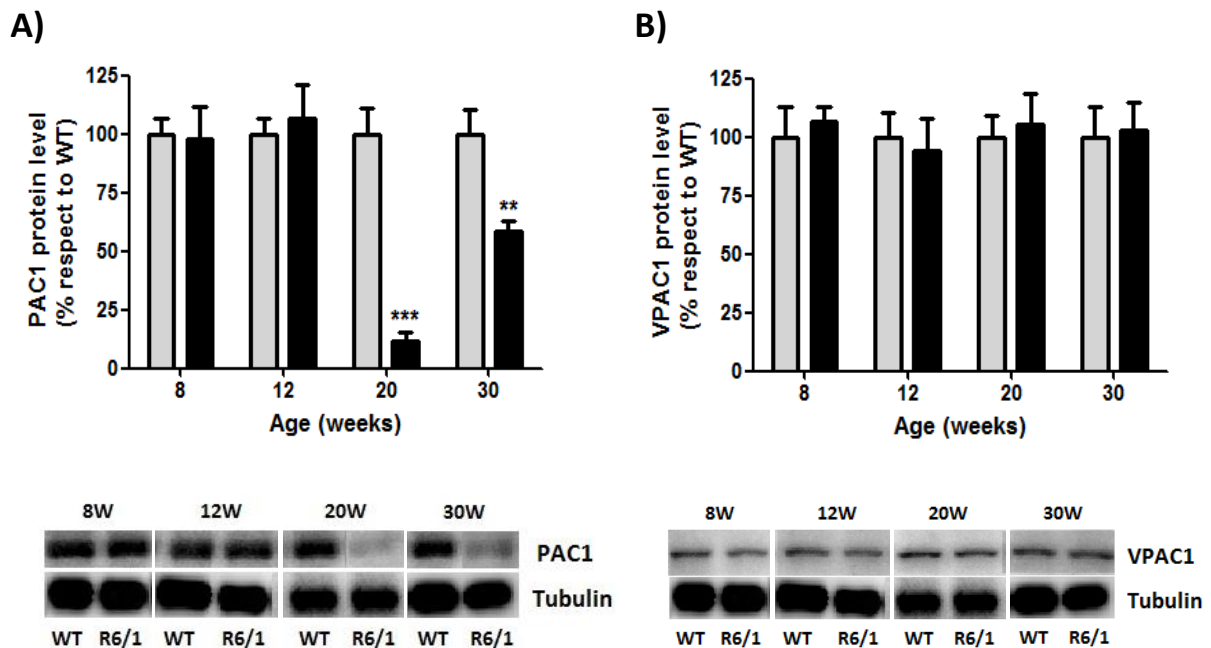 A)
PAC1 protein level
(% respect to WT)
125
100
75
50
25
0
***
**
8 12 20 30
Age (weeks)
8W 12W 20W 30W
PAC1
Tubulin
WT R6/1 WT R6/1 WT R6/1 WT R6/1
B)
VPAC1 protein level
(% respect to WT)
125
100
75
50
25
0
8 12 20 30
Age (weeks)
8W 12W 20W 30W
VPAC1
Tubulin
WT R6/1 WT R6/1 WT R6/1 WT R6/1